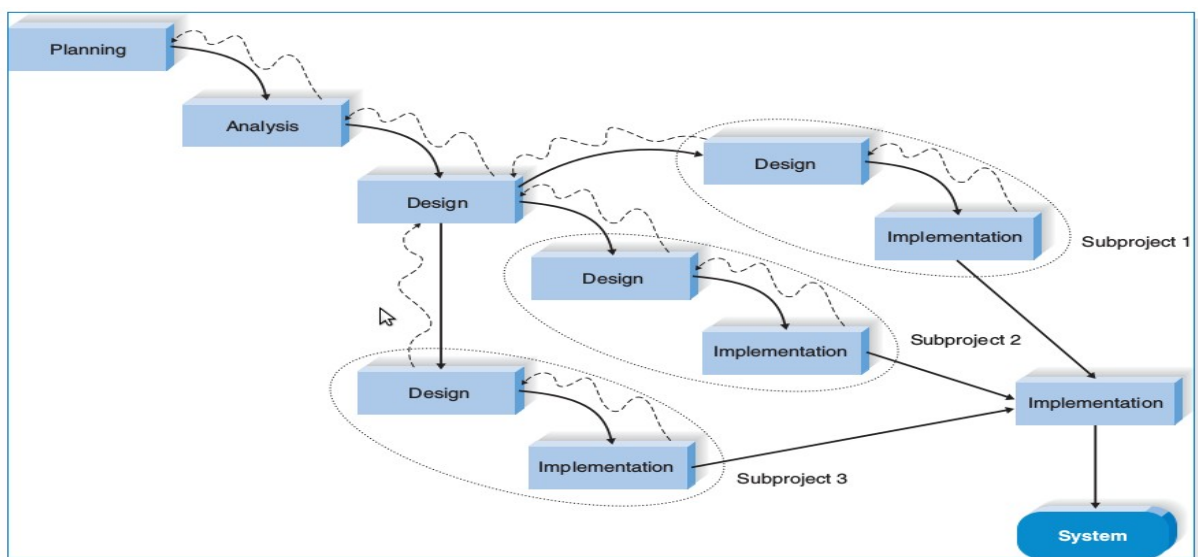 Planning
Analysis
Design
Design
Implementation
Subproject 1
Design
Implementation
Subproject 2
Design
Implementation
Subproject 3
Implementation
System